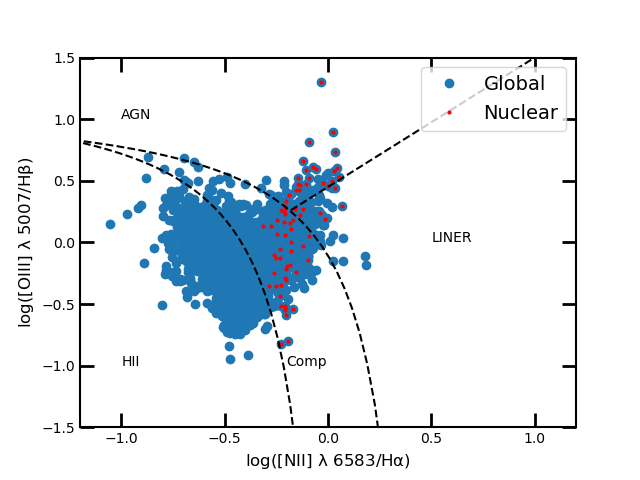 1.5
1.0
0.5
0.0
−0.5
−1.0
−1.5
−1.0
−0.5
0.0
0.5
1.0
log([OIII] λ 5007/Hβ)
log([NII] λ 6583/Hα)
Global
Nuclear
AGN
LINER
HII
Comp